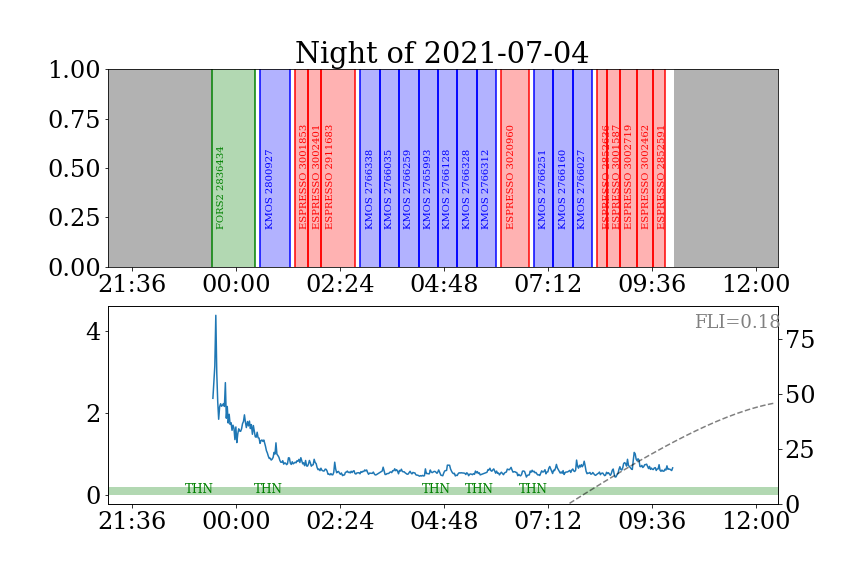 Night of 2021-07-04
1.00
0.75
0.50
0.25
0.00
FORS2 2836434
KMOS 2800927
ESPRESSO 3001853
ESPRESSO 3002401
ESPRESSO 2911683
KMOS 2766338
KMOS 2766035
KMOS 2766259
KMOS 2765993
KMOS 2766128
KMOS 2766328
KMOS 2766312
ESPRESSO 3020960
KMOS 2766251
KMOS 2766160
KMOS 2766027
ESPRESSO 2852636
ESPRESSO 3001587
ESPRESSO 3002719
ESPRESSO 3002462
ESPRESSO 2852591
21:36 00:00 02:24 04:48 07:12 09:36 12:00
FLI=0.18
4
2
0
75
50
25
0
THN THN THN THN THN
21:36 00:00 02:24 04:48 07:12 09:36 12:00